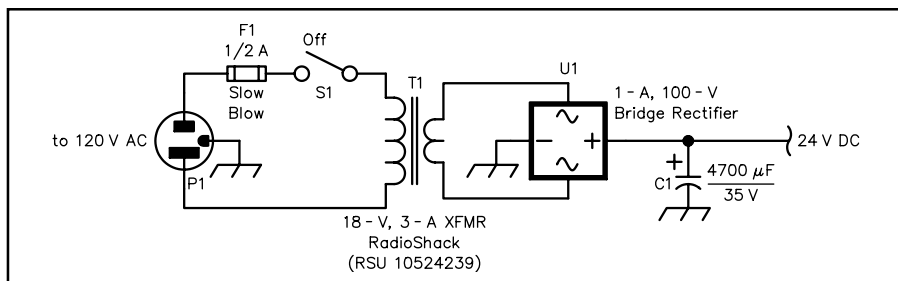 F1
1/2 A
Slow
Blow
Off
S1
T1
U1
1 - A, 100 - V
Bridge Rectifier
to 120 V AC
P1
+
24 V DC
+
C1
4700 µF
35 V
18 - V, 3 - A XFMR
RadioShack
(RSU 10524239)